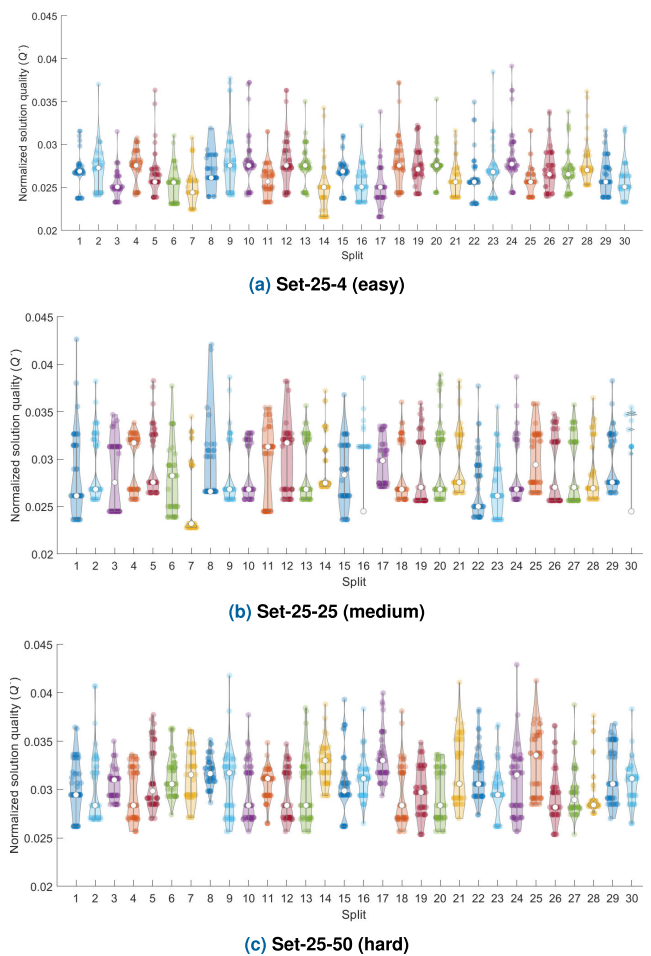 0.045
0.04
0.035
0.03
0.025
0.02
Normalized solution quality (Q*)
1 2 3 4 5 6 7 8 9 10 11 12 13 14 15 16 17 18 19 20 21 22 23 24 25 26 27 28 29 30
Split
(a) Set-25-4 (easy)
0.045
0.04
0.035
0.03
0.025
0.02
Normalized solution quality (Q*)
1 2 3 4 5 6 7 8 9 10 11 12 13 14 15 16 17 18 19 20 21 22 23 24 25 26 27 28 29 30
Split
(b) Set-25-25 (medium)
0.045
0.04
0.035
0.03
0.025
0.02
Normalized solution quality (Q*)
1 2 3 4 5 6 7 8 9 10 11 12 13 14 15 16 17 18 19 20 21 22 23 24 25 26 27 28 29 30
Split
(c) Set-25-50 (hard)